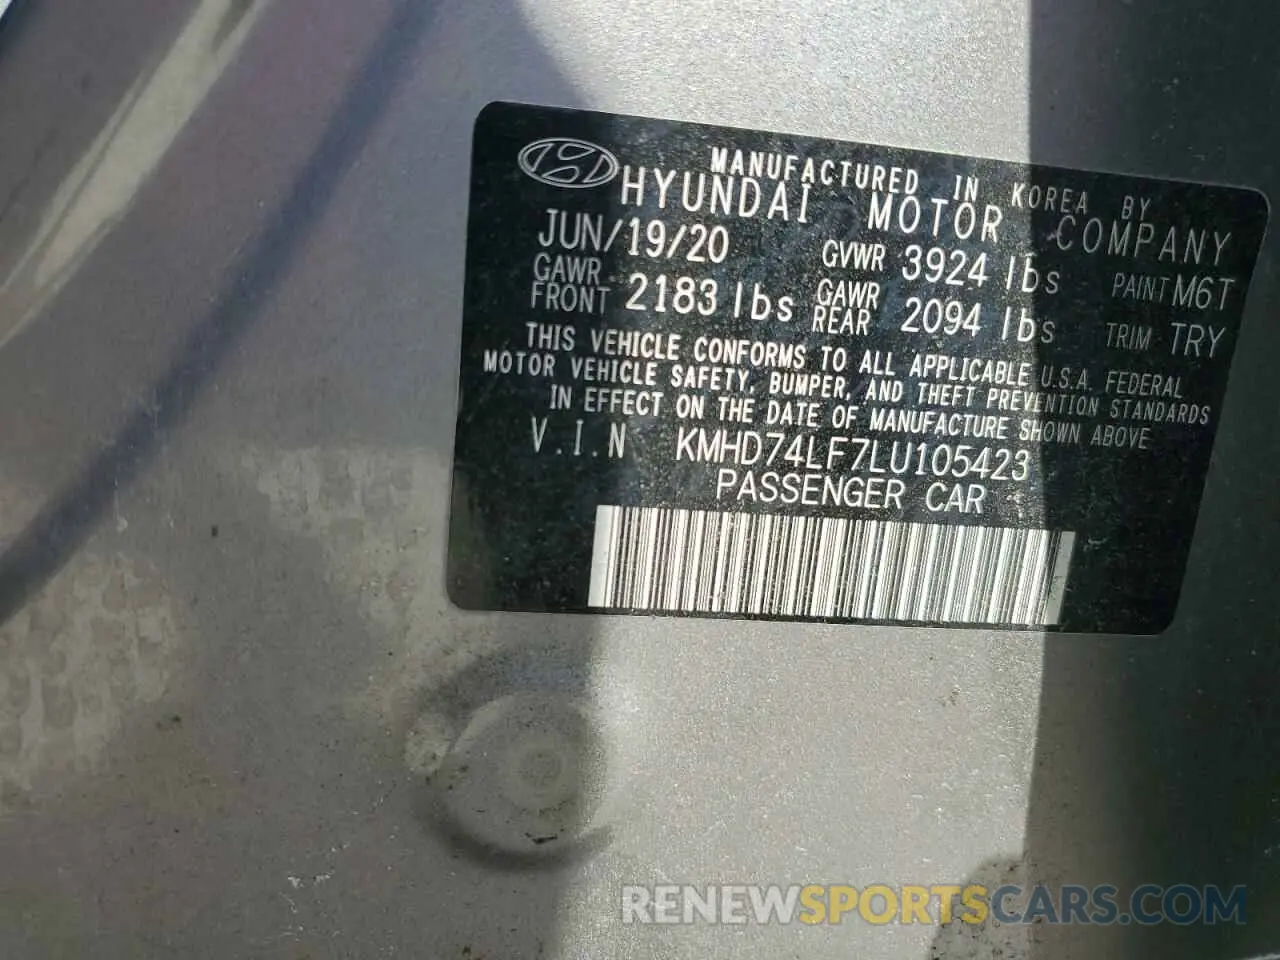 MANUFACTURED IN KOREA BY
HYUNDAI MOTOR COMPANY
JUN/19/20 GVWR 3924 lbs PAINT M6T
GAWR FRONT 2183 lbs GAWR REAR 2094 lbs TRIM TRY
THIS VEHICLE CONFORMS TO ALL APPLICABLE U.S.A. FEDERAL
MOTOR VEHICLE SAFETY, BUMPER, AND THEFT PREVENTION STANDARDS
IN EFFECT ON THE DATE OF MANUFACTURE SHOWN ABOVE
V.I.N KMHD74LF7LU105423
PASSENGER CAR
RENEWSPORTSCARS.COM